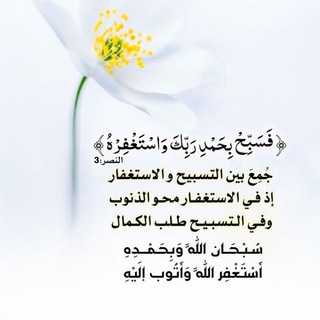 ﴿فَسَبِّحْ بِحَمْدِ رَبِّكَ وَاسْتَغْفِرْهُ﴾
النصر:3
جُمِعَ بين التسبيح والاستغفار
إذ في الاستغفار محو الذنوب
وفي التسبيح طلب الكمال
سُبْحَانَ اللَّهِ وَبِحَمْدِهِ
أَسْتَغْفِرُ اللَّهَ وَأَتُوبُ إِلَيْهِ